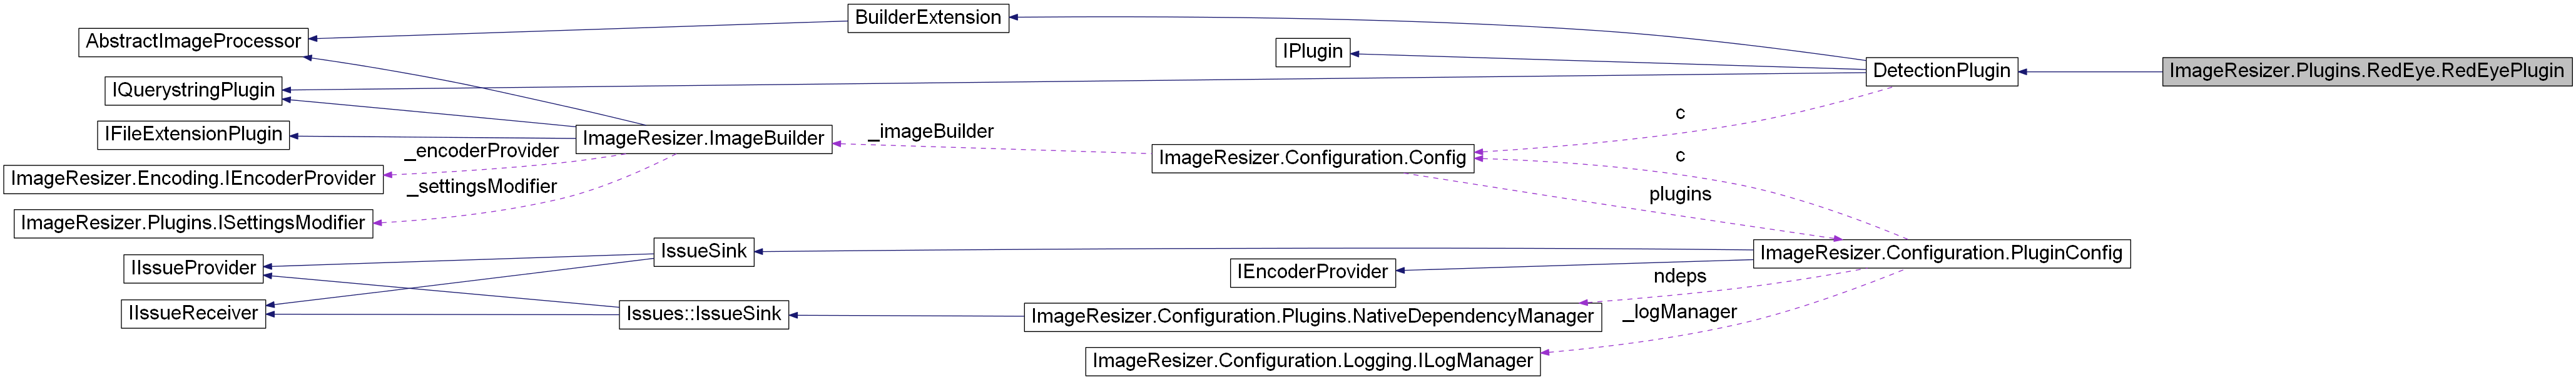 BuilderExtension
AbstractImageProcessor
IPlugin
DetectionPlugin
ImageResizer.Plugins.RedEye.RedEyePlugin
IQuerystringPlugin
c
IFileExtensionPlugin
ImageResizer.ImageBuilder
_imageBuilder
_encoderProvider
ImageResizer.Configuration.Config
c
ImageResizer.Encoding.IEncoderProvider
_settingsModifier
plugins
ImageResizer.Plugins.ISettingsModifier
IssueSink
ImageResizer.Configuration.PluginConfig
IIssueProvider
IEncoderProvider
ndeps
IIssueReceiver
Issues::IssueSink
ImageResizer.Configuration.Plugins.NativeDependencyManager
_logManager
ImageResizer.Configuration.Logging.ILogManager